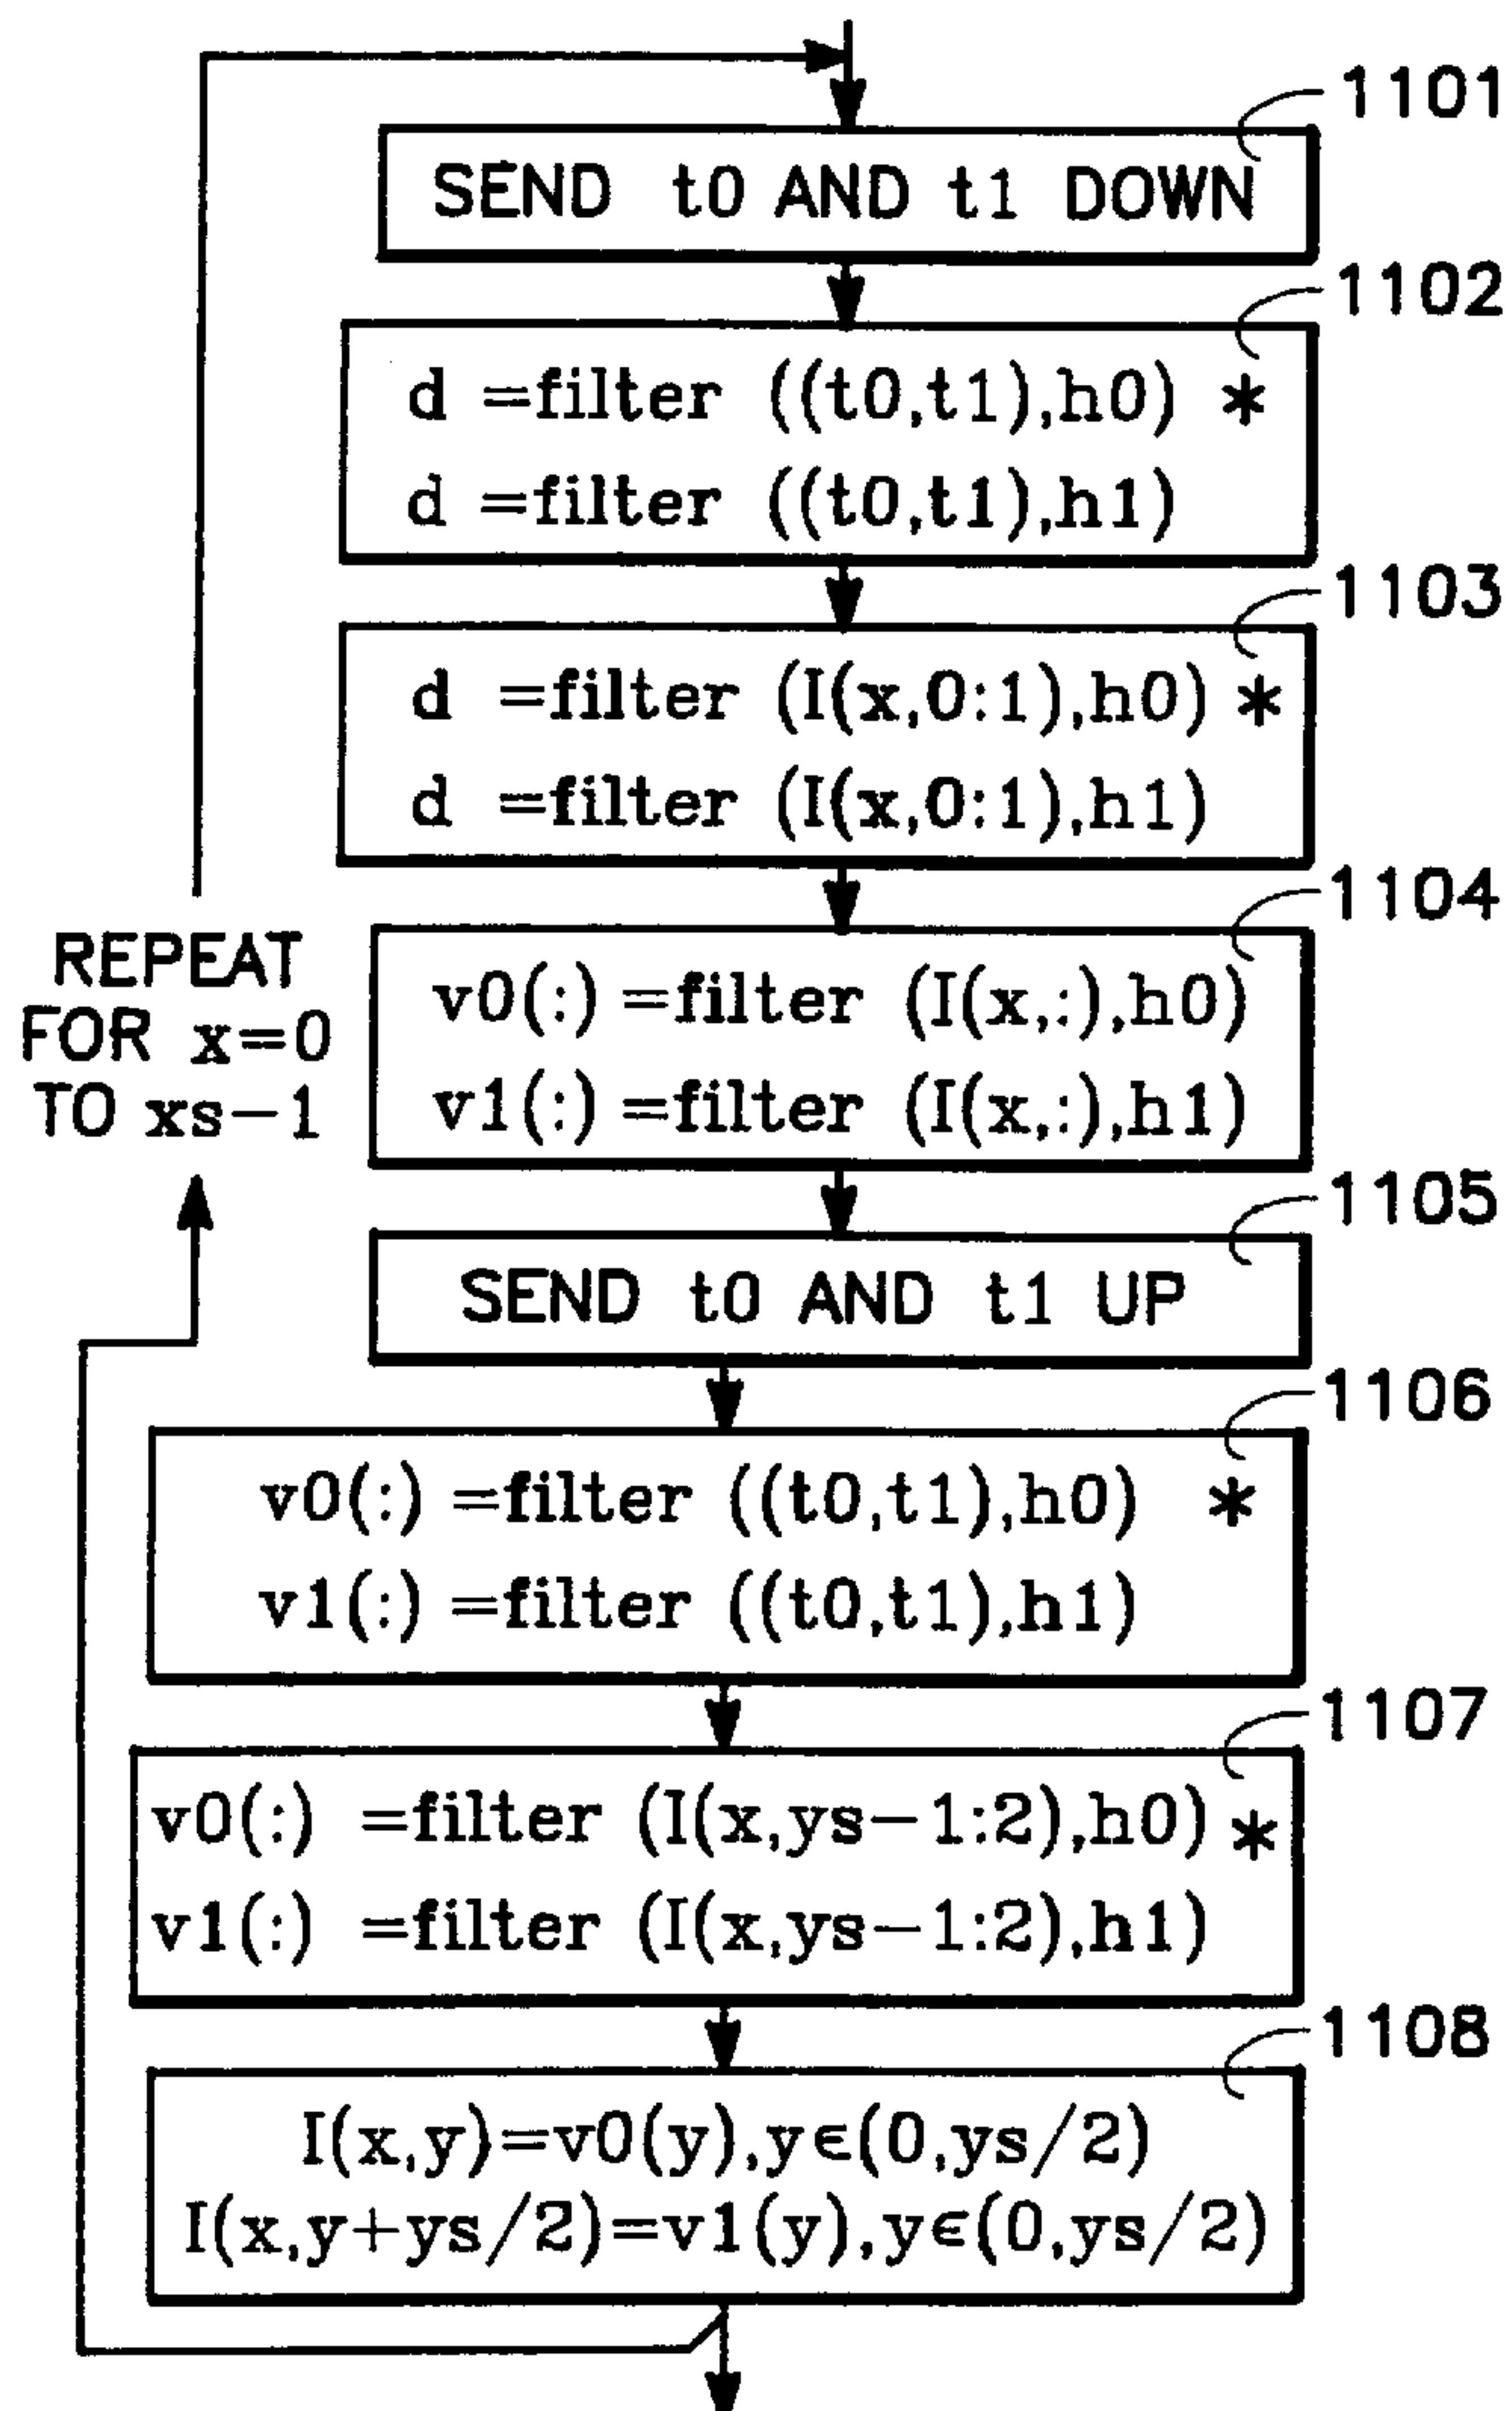 1101
SEND t0 AND t1 DOWN
1102
d =filter ((t0,t1),h0) *
d =filter ((t0,t1),h1)
1103
d =filter (I(x,0:1),h0) *
d =filter (I(x,0:1),h1)
1104
v0(:) =filter (I(x,:),h0)
v1(:) =filter (I(x,:),h1)
REPEAT
FOR x=0
TO xs-1
1105
SEND t0 AND t1 UP
1106
v0(:) =filter ((t0,t1),h0) *
v1(:) =filter ((t0,t1),h1)
1107
v0(:) =filter (I(x,ys-1:2),h0) *
v1(:) =filter (I(x,ys-1:2),h1)
1108
I(x,y)=v0(y),y∈(0,ys/2)
I(x,y+ys/2)=v1(y),y∈(0,ys/2)